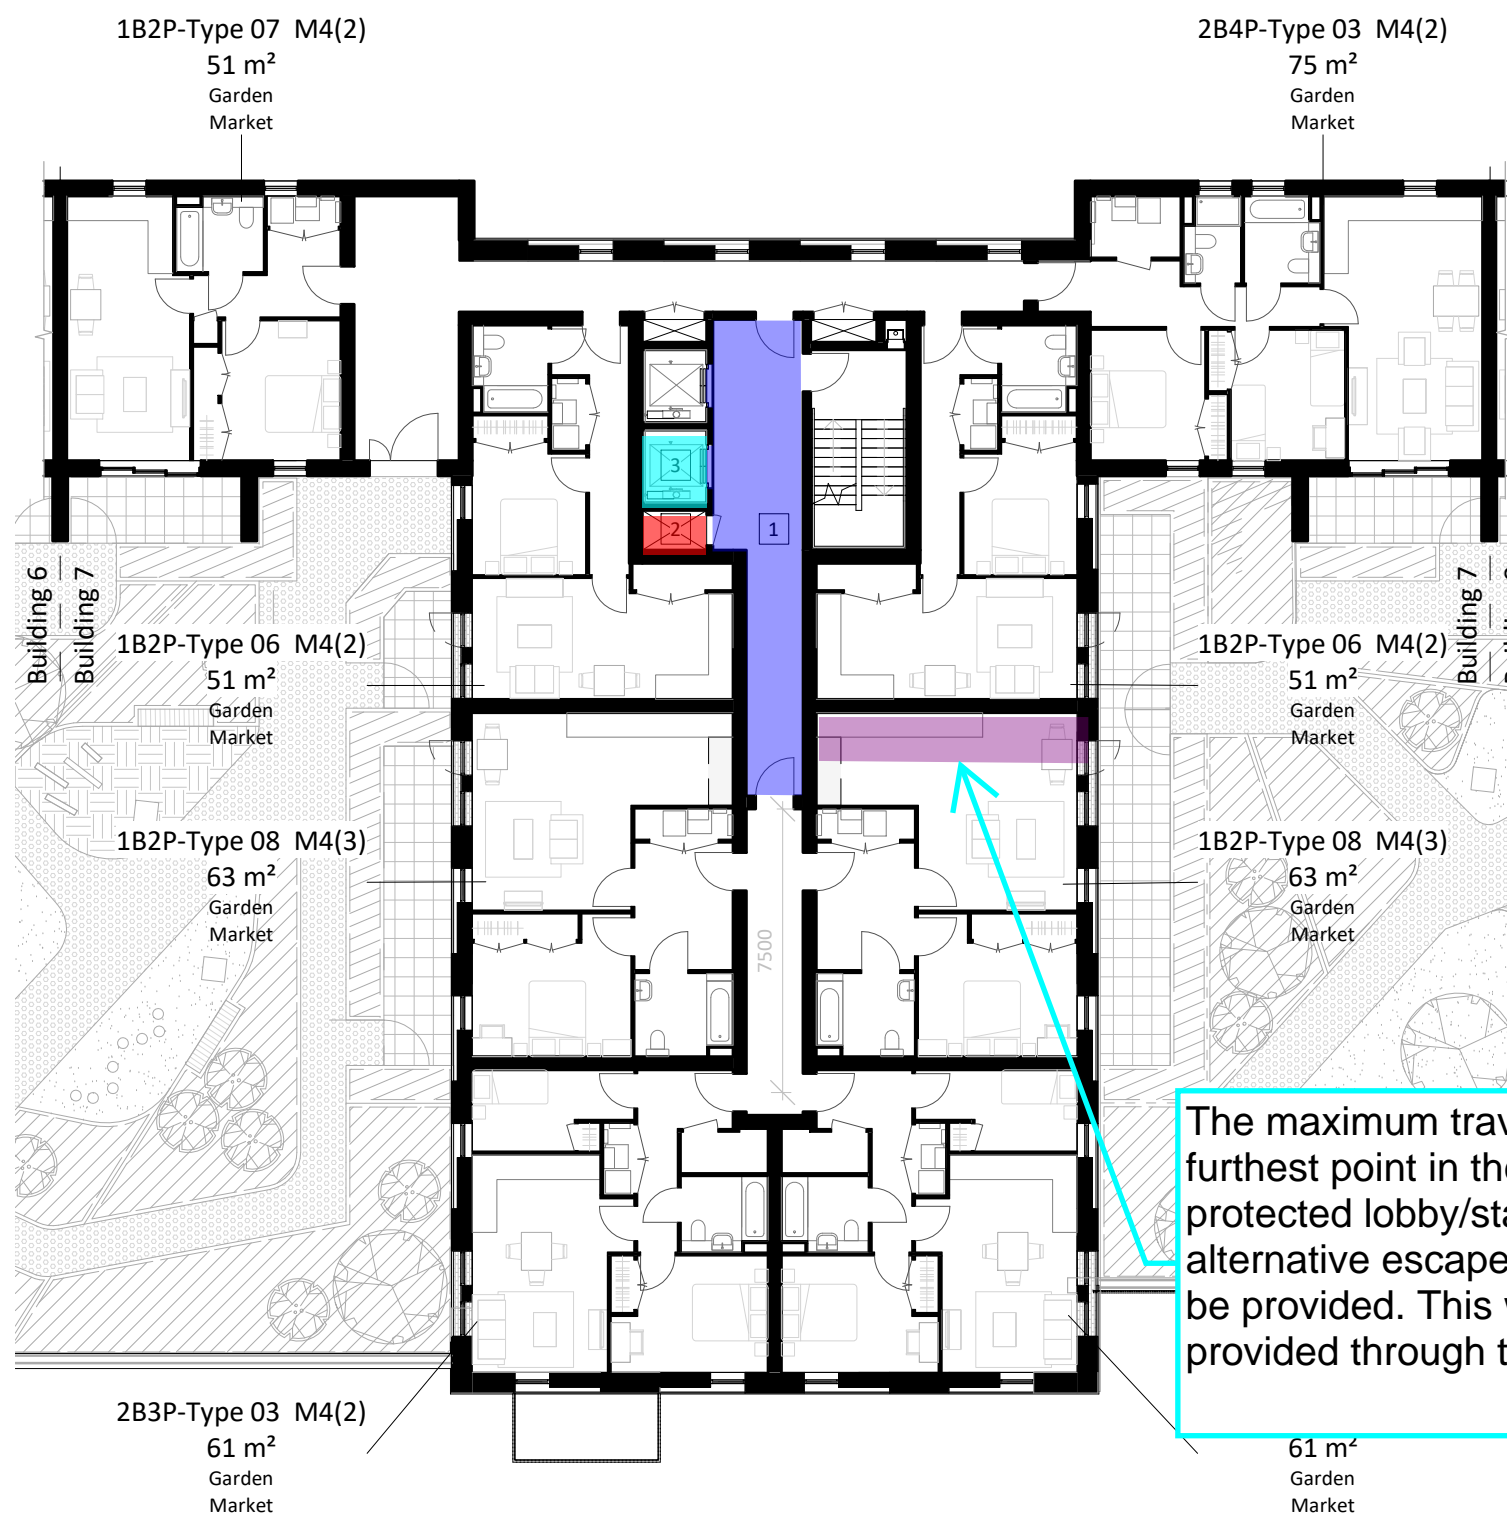 1B2P-Type 07 M4(2)
51 m²
Garden
Market
2B4P-Type 03 M4(2)
75 m²
Garden
Market
3
2
1
Building 6
Building 7
Building 7
1B2P-Type 06 M4(2)
51 m²
Garden
Market
1B2P-Type 06 M4(2)
51 m²
Garden
Market
1B2P-Type 08 M4(3)
63 m²
Garden
Market
1B2P-Type 08 M4(3)
63 m²
Garden
Market
7500
The maximum trav
furthest point in the
protected lobby/sta
alternative escape
be provided. This
provided through t
2B3P-Type 03 M4(2)
61 m²
Garden
Market
61 m²
Garden
Market